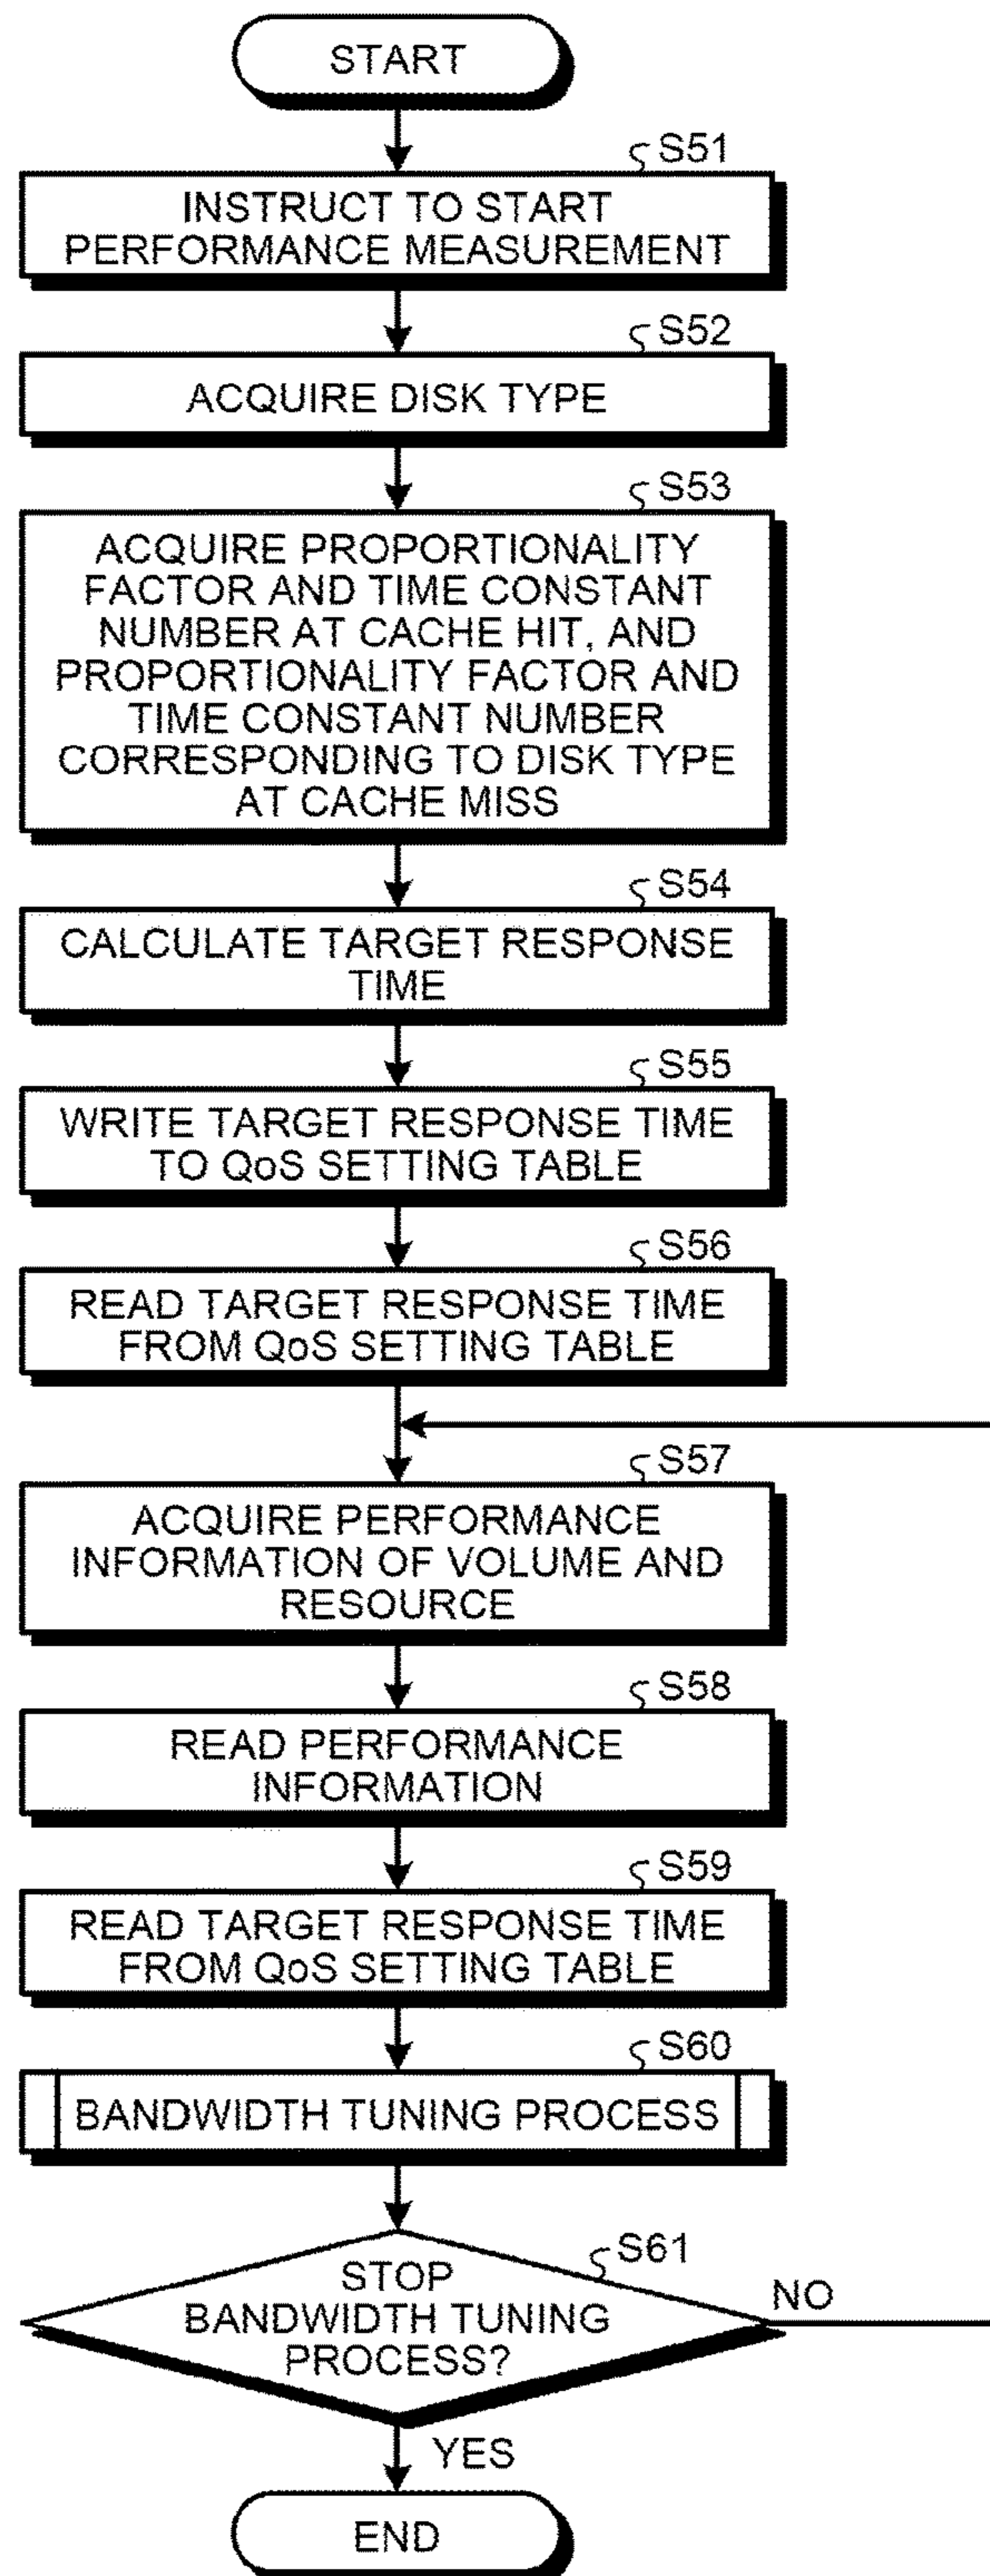 START
S51
INSTRUCT TO START
PERFORMANCE MEASUREMENT
S52
ACQUIRE DISK TYPE
S53
ACQUIRE PROPORTIONALITY
FACTOR AND TIME CONSTANT
NUMBER AT CACHE HIT, AND
PROPORTIONALITY FACTOR AND
TIME CONSTANT NUMBER
CORRESPONDING TO DISK TYPE
AT CACHE MISS
S54
CALCULATE TARGET RESPONSE
TIME
S55
WRITE TARGET RESPONSE TIME
TO QoS SETTING TABLE
S56
READ TARGET RESPONSE TIME
FROM QoS SETTING TABLE
S57
ACQUIRE PERFORMANCE
INFORMATION OF VOLUME AND
RESOURCE
S58
READ PERFORMANCE
INFORMATION
S59
READ TARGET RESPONSE TIME
FROM QoS SETTING TABLE
S60
BANDWIDTH TUNING PROCESS
S61
STOP
BANDWIDTH TUNING
PROCESS?
NO
YES
END